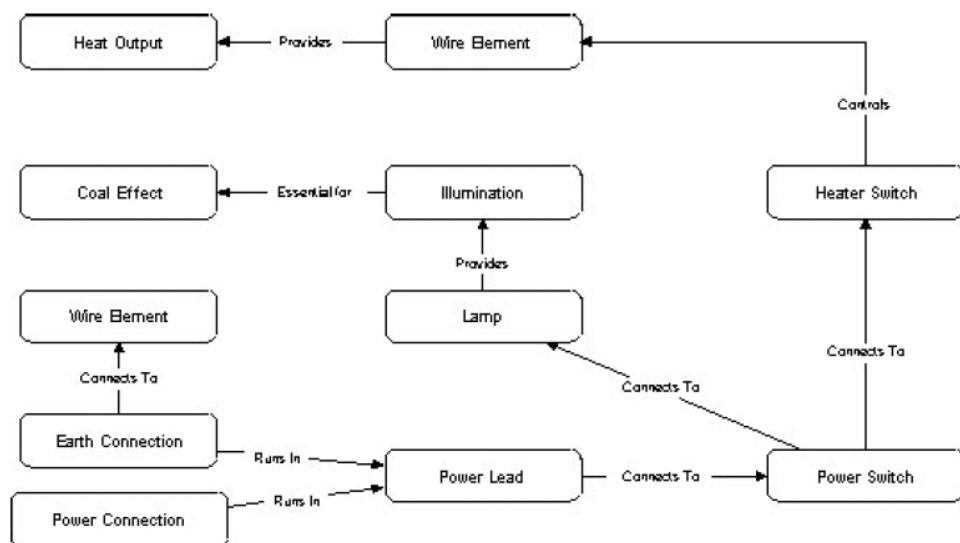 Heat Output
Provides
Wire Element
Controls
Coal Effect
Essential for
Illumination
Heater Switch
Provides
Wire Element
Lamp
Connects To
Connects To
Connects To
Earth Connection
Runs In
Power Lead
Connects To
Power Switch
Runs In
Power Connection